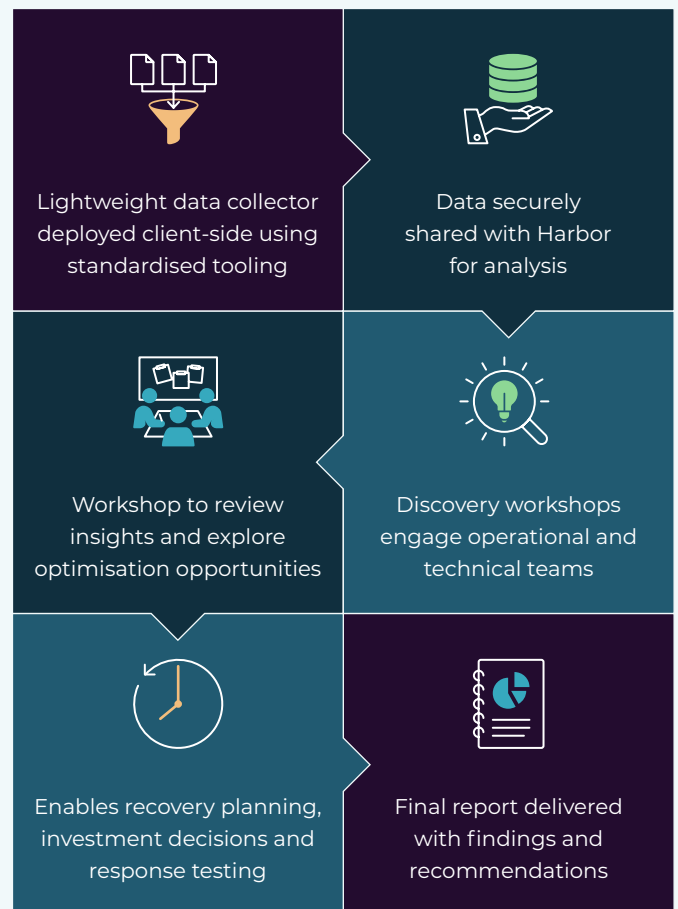 Lightweight data collector
deployed client-side using
standardised tooling
Data securely
shared with Harbor
for analysis
Discovery workshops
engage operational and
technical teams
Workshop to review
insights and explore
optimisation opportunities
Enables recovery planning,
investment decisions and
response testing
Final report delivered
with findings and
recommendations